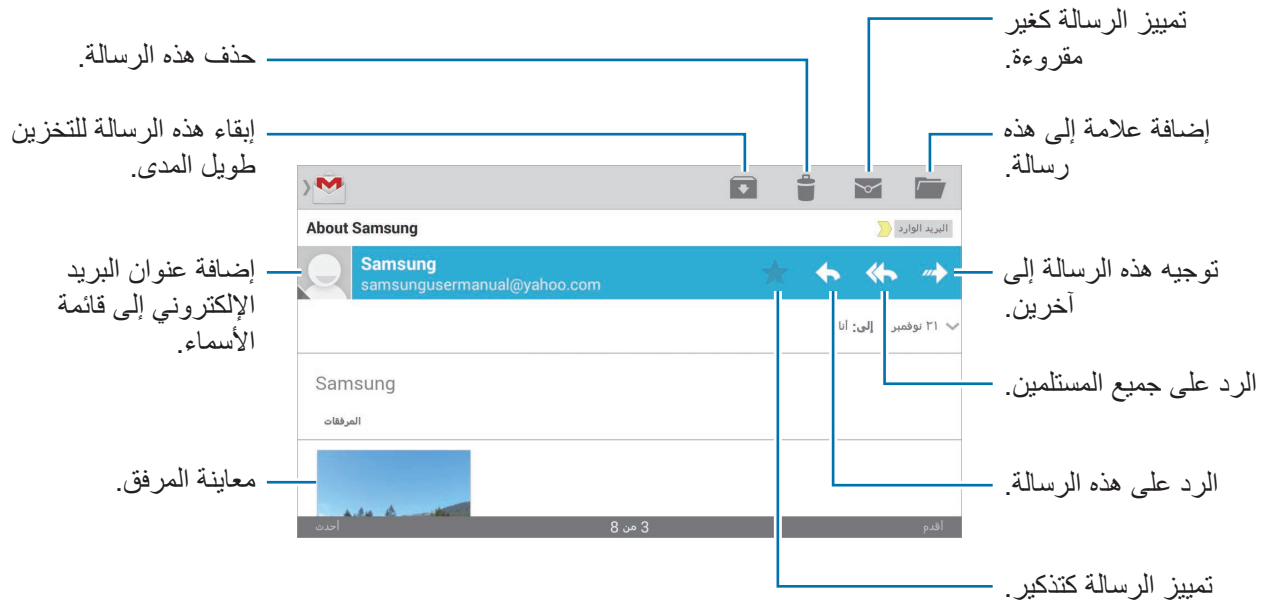 تمييز الرسالة كغير
مقروءة.
حذف هذه الرسالة.
إضافة علامة إلى هذه
رسالة.
إبقاء هذه الرسالة للتخزين
طويل المدى.
About Samsung
البريد الوارد
Samsung
samsungusermanual@yahoo.com
توجيه هذه الرسالة إلى
آخرين.
إضافة عنوان البريد
الإلكتروني إلى قائمة
الأسماء.
٢١ نوفمبر إلى: أنا
Samsung
المرفقات
الرد على جميع المستلمين.
معاينة المرفق.
الرد على هذه الرسالة.
أقدم
3 من 8
أحدث
تمييز الرسالة كتذكير.